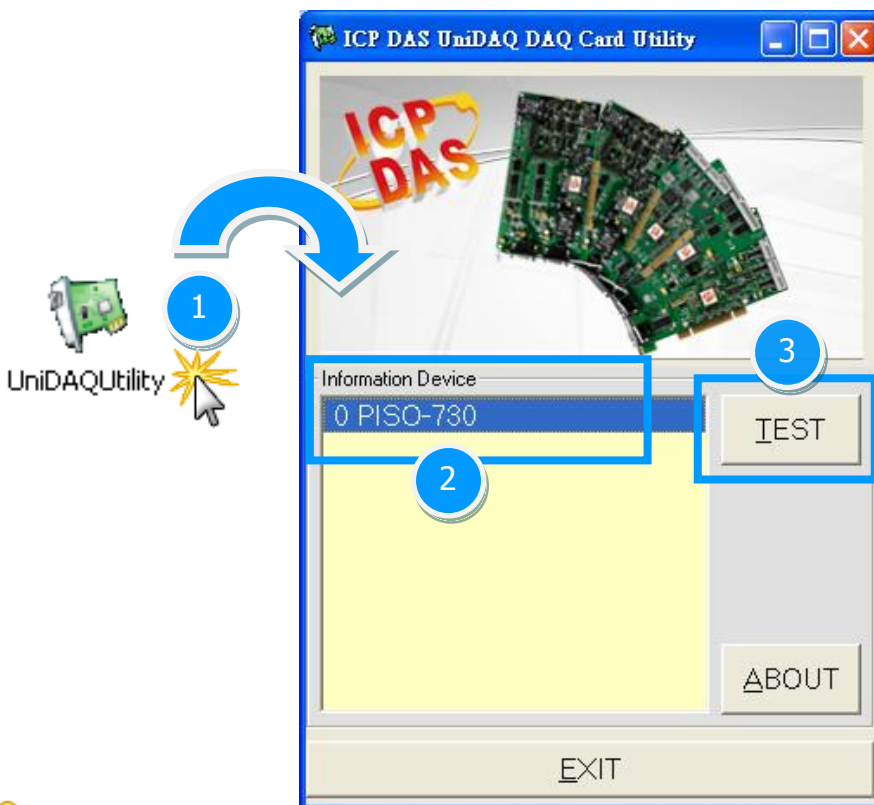 ICP DAS UniDAQ DAQ Card Utility
ICP
DAS
1
UniDAQUtility
3
Information Device
0 PISO-730
TEST
2
ABOUT
EXIT